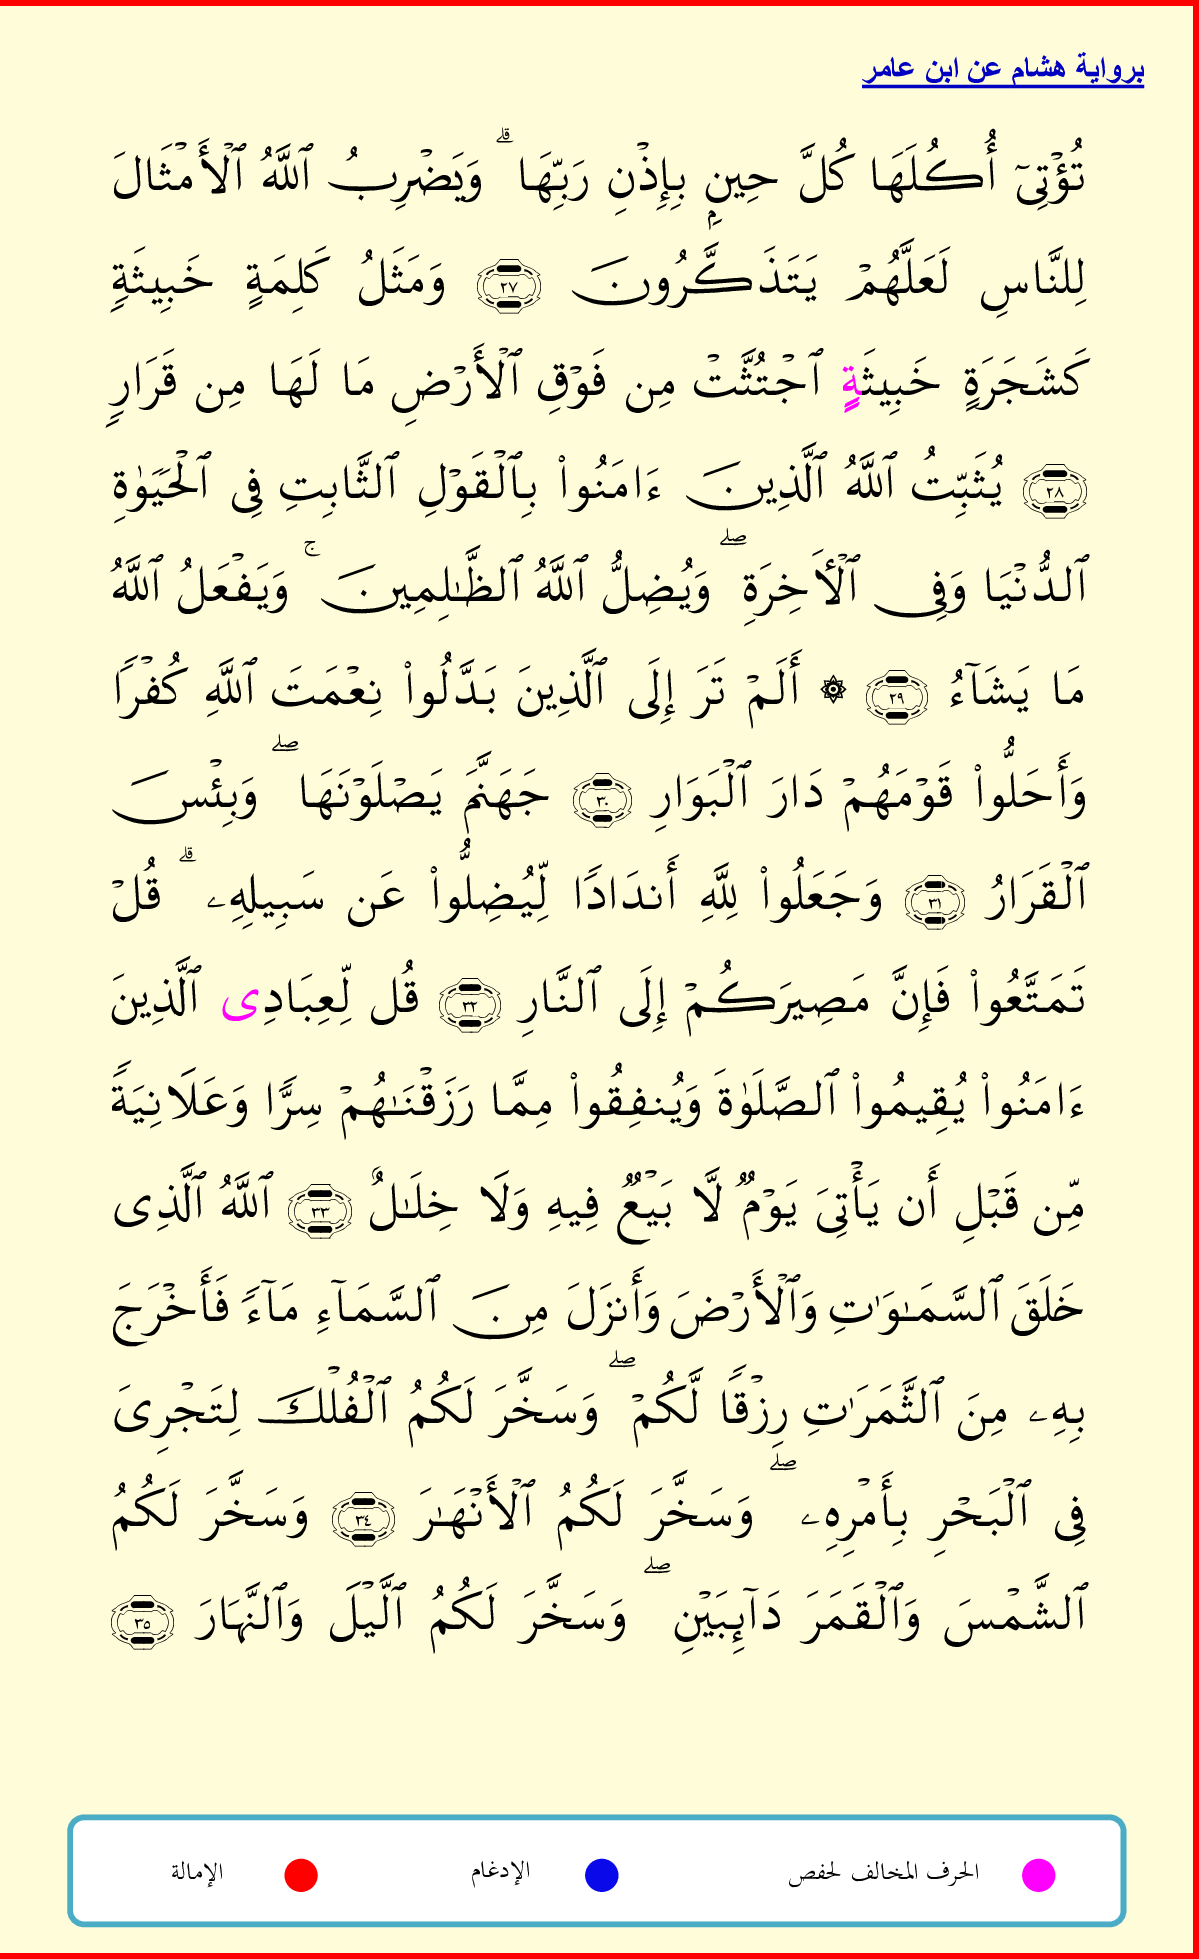 برواية هشام عن ابن عامر
تُؤْتِىٓ أُكُلَهَا كُلَّ حِينِۭ بِإِذْنِ رَبِّهَا ۗ وَيَضْرِبُ ٱللَّهُ ٱلْأَمْثَالَ
لِلنَّاسِ لَعَلَّهُمْ يَتَذَكَّرُونَ ٢٧ وَمَثَلُ كَلِمَةٍ خَبِيثَةٍ
كَشَجَرَةٍ خَبِيثَةٍ ٱجْتُثَّتْ مِن فَوْقِ ٱلْأَرْضِ مَا لَهَا مِن قَرَارٍ
٢٨ يُثَبِّتُ ٱللَّهُ ٱلَّذِينَ ءَامَنُوا۟ بِٱلْقَوْلِ ٱلثَّابِتِ فِى ٱلْحَيَوٰةِ
ٱلدُّنْيَا وَفِى ٱلْأَخِرَةِ ۖ وَيُضِلُّ ٱللَّهُ ٱلظَّـٰلِمِينَ ۚ وَيَفْعَلُ ٱللَّهُ
مَا يَشَآءُ ٢٩ ۞ أَلَمْ تَرَ إِلَى ٱلَّذِينَ بَدَّلُوا۟ نِعْمَتَ ٱللَّهِ كُفْرًا
وَأَحَلُّوا۟ قَوْمَهُمْ دَارَ ٱلْبَوَارِ ٣٠ جَهَنَّمَ يَصْلَوْنَهَا ۖ وَبِئْسَ
ٱلْقَرَارُ ٣١ وَجَعَلُوا۟ لِلَّهِ أَندَادًا لِّيُضِلُّوا۟ عَن سَبِيلِهِۦ ۗ قُلْ
تَمَتَّعُوا۟ فَإِنَّ مَصِيرَكُمْ إِلَى ٱلنَّارِ ٣٢ قُل لِّعِبَادِى ٱلَّذِينَ
ءَامَنُوا۟ يُقِيمُوا۟ ٱلصَّلَوٰةَ وَيُنفِقُوا۟ مِمَّا رَزَقْنَـٰهُمْ سِرًّا وَعَلَانِيَةً
مِّن قَبْلِ أَن يَأْتِىَ يَوْمٌ لَّا بَيْعٌ فِيهِ وَلَا خِلَـٰلٌ ٣٣ ٱللَّهُ ٱلَّذِى
خَلَقَ ٱلسَّمَـٰوَٰتِ وَٱلْأَرْضَ وَأَنزَلَ مِنَ ٱلسَّمَآءِ مَآءً فَأَخْرَجَ
بِهِۦ مِنَ ٱلثَّمَرَٰتِ رِزْقًا لَّكُمْ ۖ وَسَخَّرَ لَكُمُ ٱلْفُلْكَ لِتَجْرِىَ
فِى ٱلْبَحْرِ بِأَمْرِهِۦ ۖ وَسَخَّرَ لَكُمُ ٱلْأَنْهَـٰرَ ٣٤ وَسَخَّرَ لَكُمُ
ٱلشَّمْسَ وَٱلْقَمَرَ دَآئِبَيْنِ ۖ وَسَخَّرَ لَكُمُ ٱلَّيْلَ وَٱلنَّهَارَ ٣٥
الحرف المخالف لحفص الإدغام الإمالة